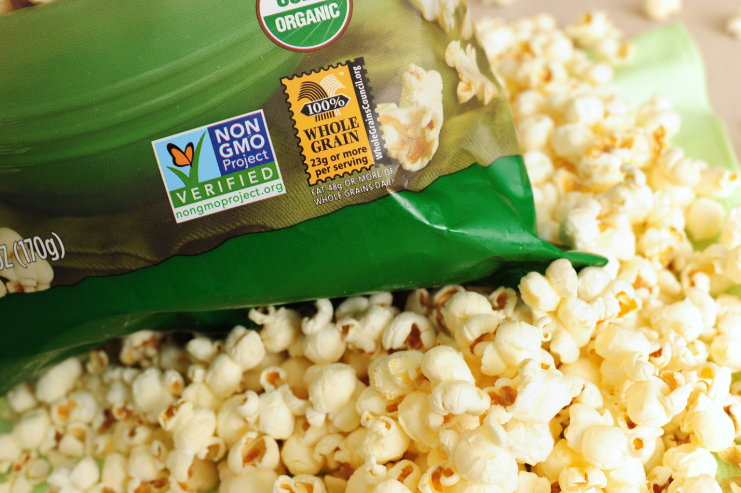 ORGANIC
NON
GMO
Project
VERIFIED
nongmoproject.org
100%
WHOLE
GRAIN
23g or more
per serving
WholeGrainsCouncil.org
EAT 48g OR MORE OF
WHOLE GRAINS DAILY
OZ (170g)